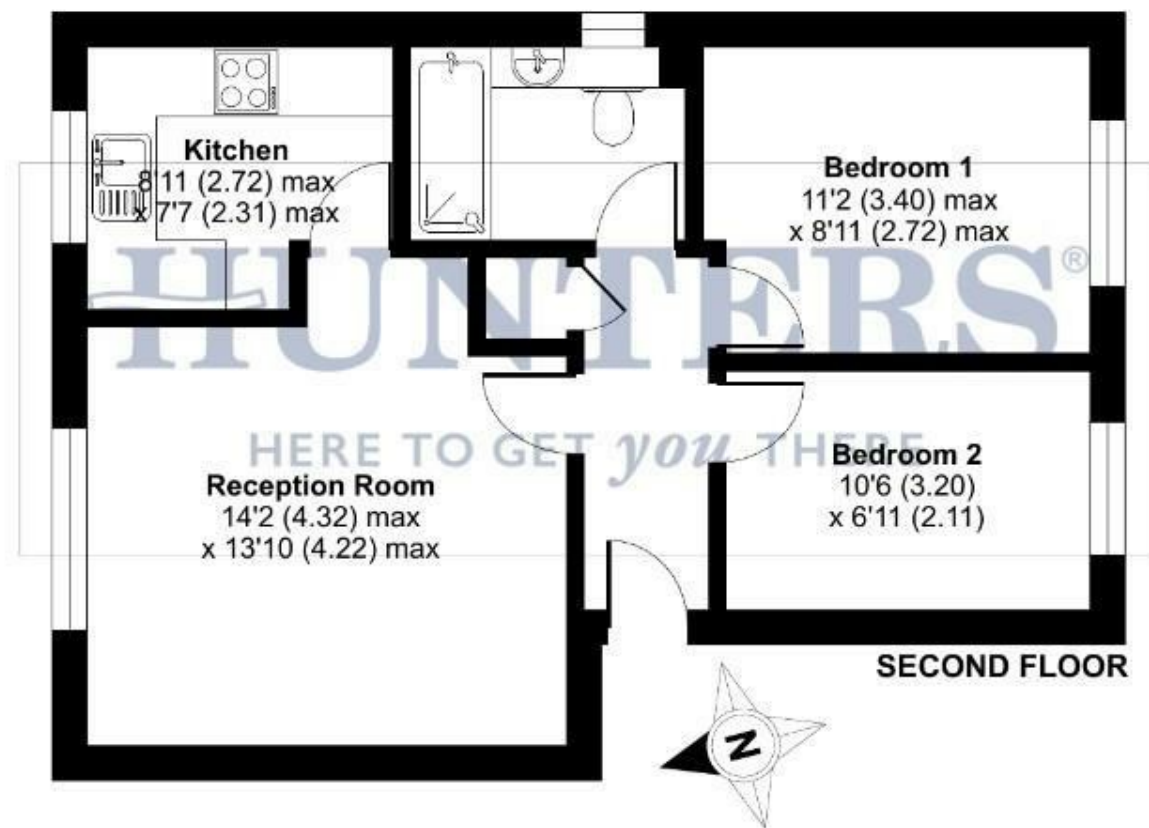 Kitchen
8'11 (2.72) max
x 7'7 (2.31) max
Bedroom 1
11'2 (3.40) max
x 8'11 (2.72) max
HUNTERS®
HERE TO GET you THERE
Reception Room
14'2 (4.32) max
x 13'10 (4.22) max
Bedroom 2
10'6 (3.20)
x 6'11 (2.11)
SECOND FLOOR
N